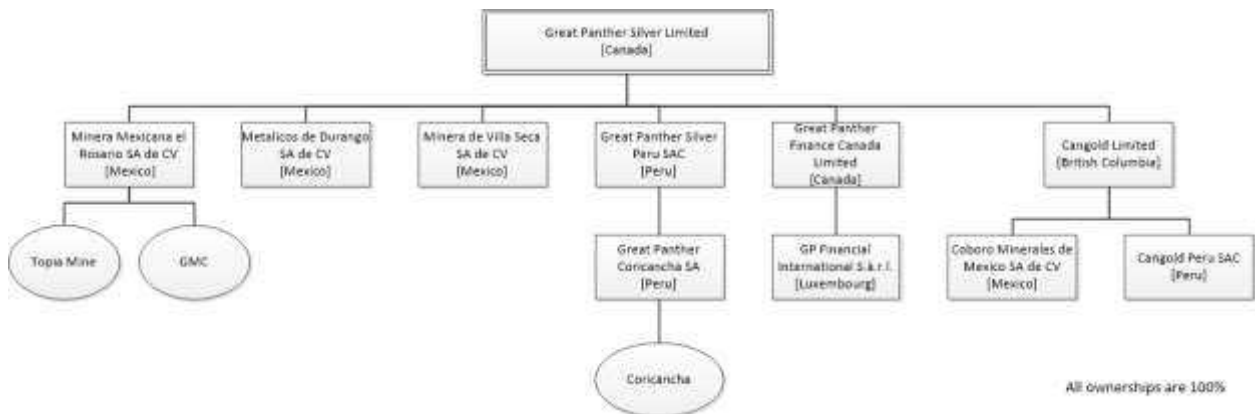 Great Panther Silver Limited
[Canada]
Minera Mexicana el
Rosario SA de CV
[Mexico]
Metalicos de Durango
SA de CV
[Mexico]
Minera de Villa Seca
SA de CV
[Mexico]
Great Panther Silver
Peru SAC
[Peru]
Great Panther
Finance Canada
Limited
[Canada]
Cangold Limited
[British Columbia]
Topia Mine
GMC
Great Panther
Coricancha SA
[Peru]
GP Financial
International S.à.r.l.
[Luxembourg]
Coboro Minerales de
Mexico SA de CV
[Mexico]
Cangold Peru SAC
[Peru]
Coricancha
All ownerships are 100%